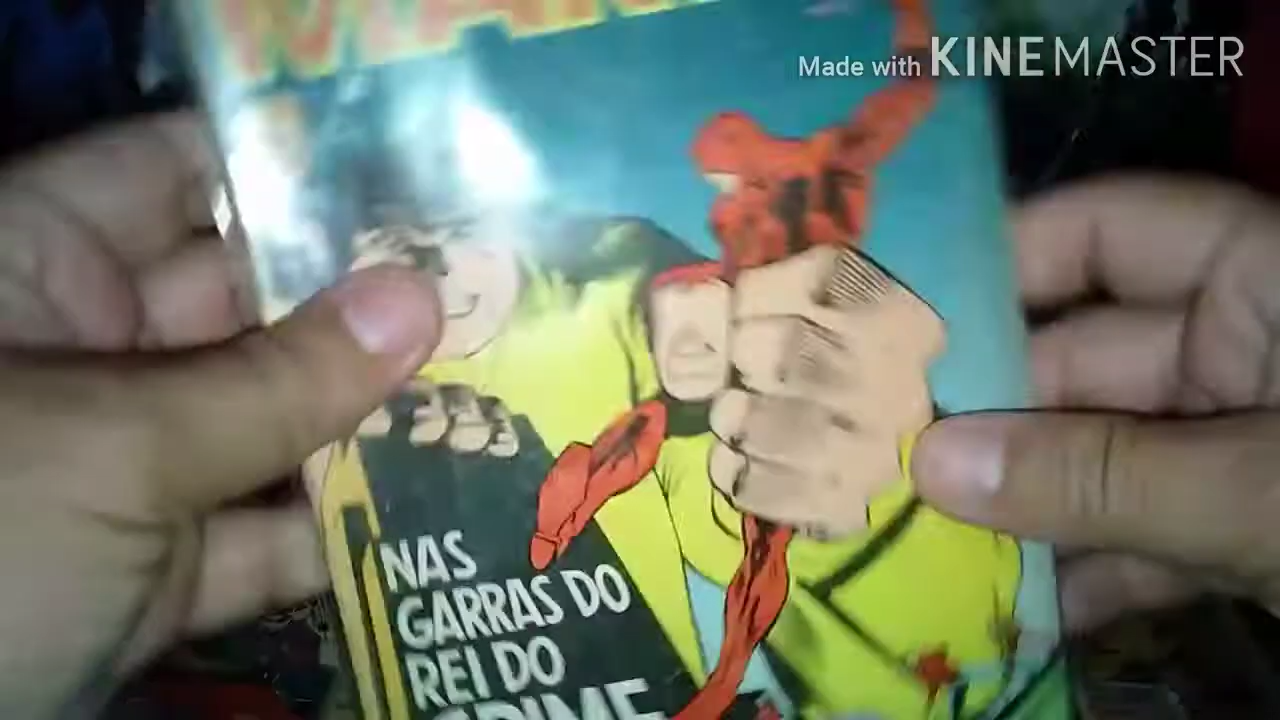 Made with KINEMASTER
NAS
GARRAS DO
REI DO
CRIME